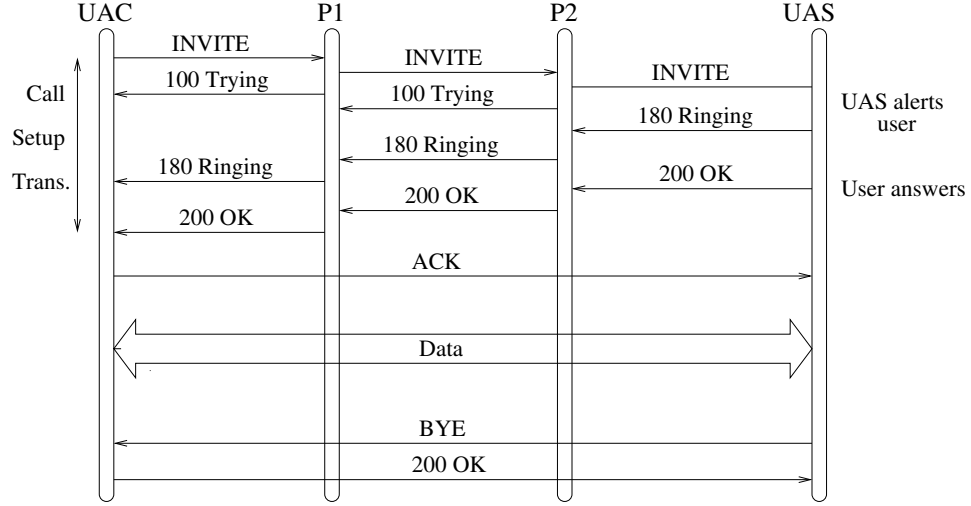 UAC P1 P2 UAS
INVITE
INVITE
INVITE
100 Trying
Call
100 Trying
UAS alerts
user
180 Ringing
Setup
180 Ringing
180 Ringing
Trans.
200 OK
User answers
200 OK
200 OK
ACK
Data
BYE
200 OK